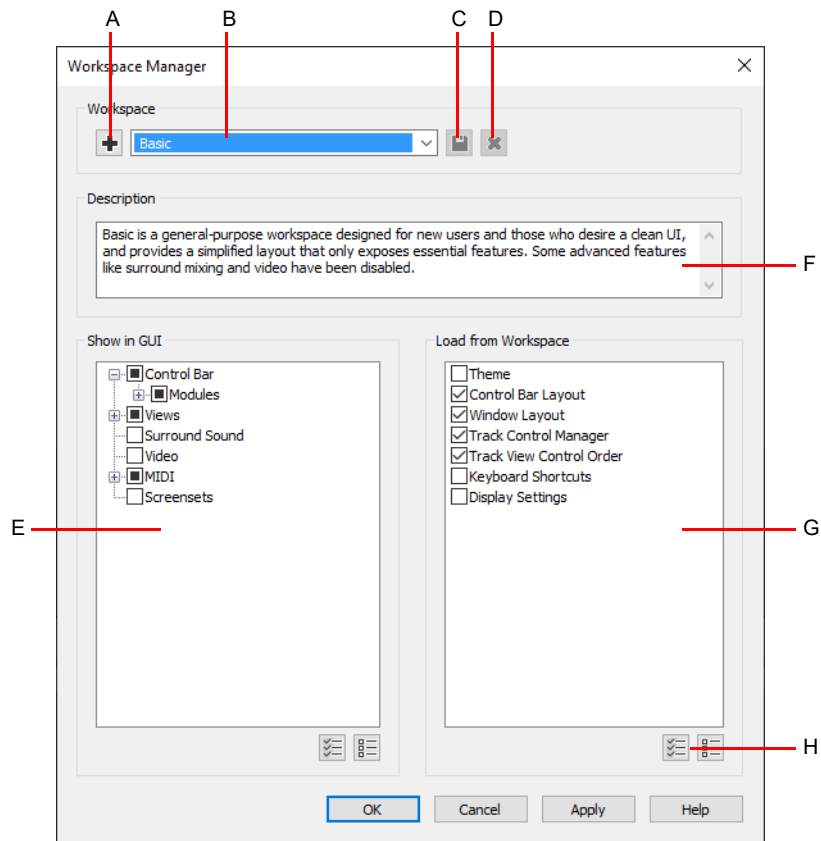 A B C D
Workspace Manager
Workspace
Basic
Description
Basic is a general-purpose workspace designed for new users and those who desire a clean UI,
and provides a simplified layout that only exposes essential features. Some advanced features
like surround mixing and video have been disabled.
F
Show in GUI
Control Bar
Modules
Views
Surround Sound
Video
MIDI
Screensets
E
Load from Workspace
Theme
Control Bar Layout
Window Layout
Track Control Manager
Track View Control Order
Keyboard Shortcuts
Display Settings
G
H
OK Cancel Apply Help